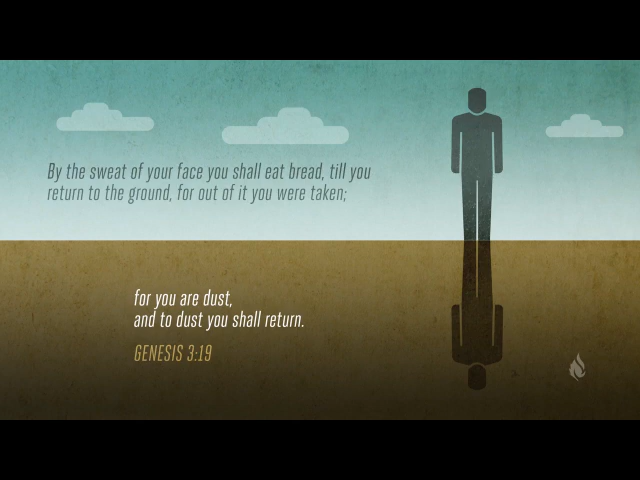 By the sweat of your face you shall eat bread, till you
return to the ground, for out of it you were taken;
for you are dust,
and to dust you shall return.
GENESIS 3:19